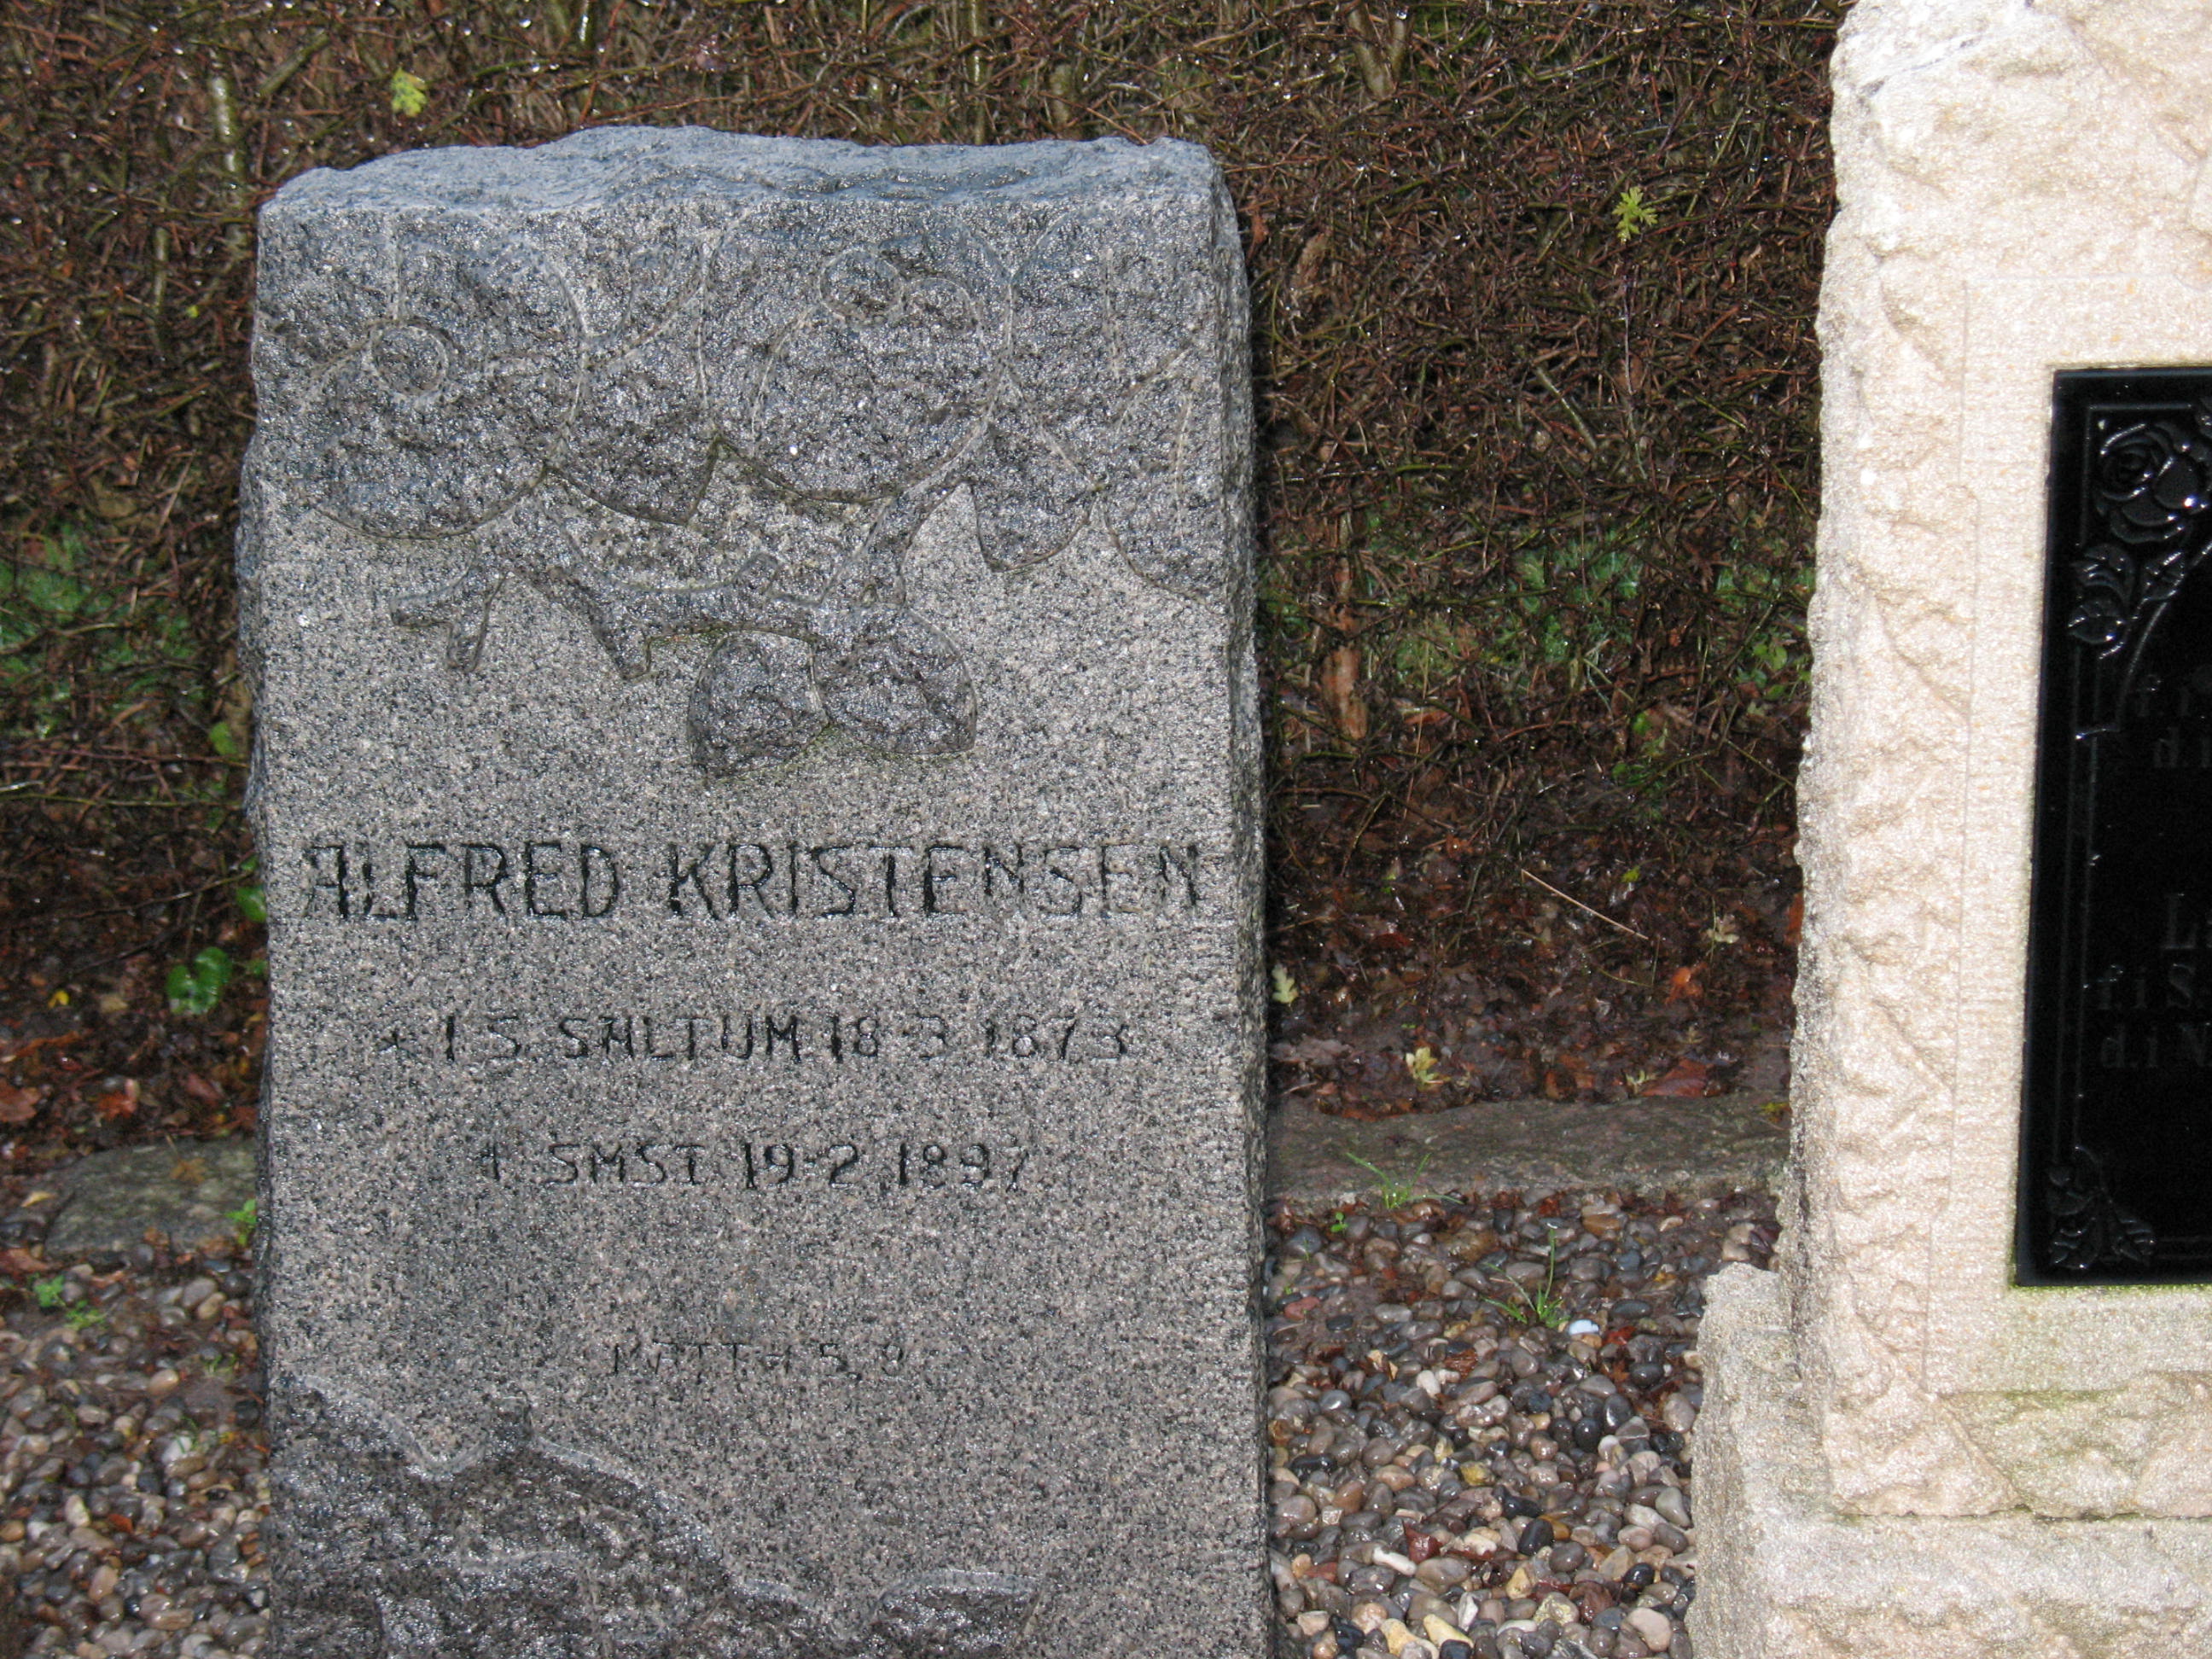 ALFRED KRISTENSEN
* I S. SALTUM 18-3 1873
† SMST 19-2 1897
MATTH 5 8
L
f. i S
d. i